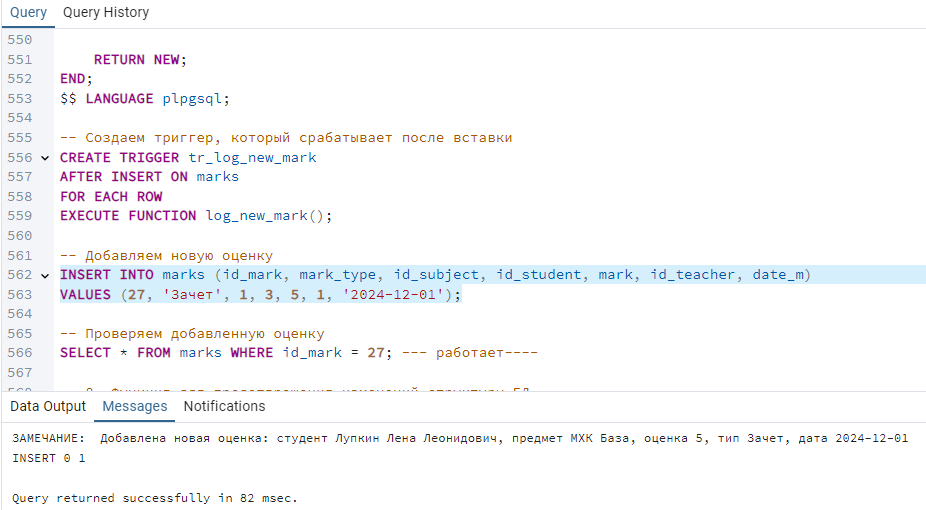 Query Query History
550
551 RETURN NEW;
552 END;
553 $$ LANGUAGE plpgsql;
554
555 -- Создаем триггер, который срабатывает после вставки
556 CREATE TRIGGER tr_log_new_mark
557 AFTER INSERT ON marks
558 FOR EACH ROW
559 EXECUTE FUNCTION log_new_mark();
560
561 -- Добавляем новую оценку
562 INSERT INTO marks (id_mark, mark_type, id_subject, id_student, mark, id_teacher, date_m)
563 VALUES (27, 'Зачет', 1, 3, 5, 1, '2024-12-01');
564
565 -- Проверяем добавленную оценку
566 SELECT * FROM marks WHERE id_mark = 27; --- работает----
567
Data Output Messages Notifications
ЗАМЕЧАНИЕ: Добавлена новая оценка: студент Лупкин Лена Леонидович, предмет МХК База, оценка 5, тип Зачет, дата 2024-12-01
INSERT 0 1
Query returned successfully in 82 msec.